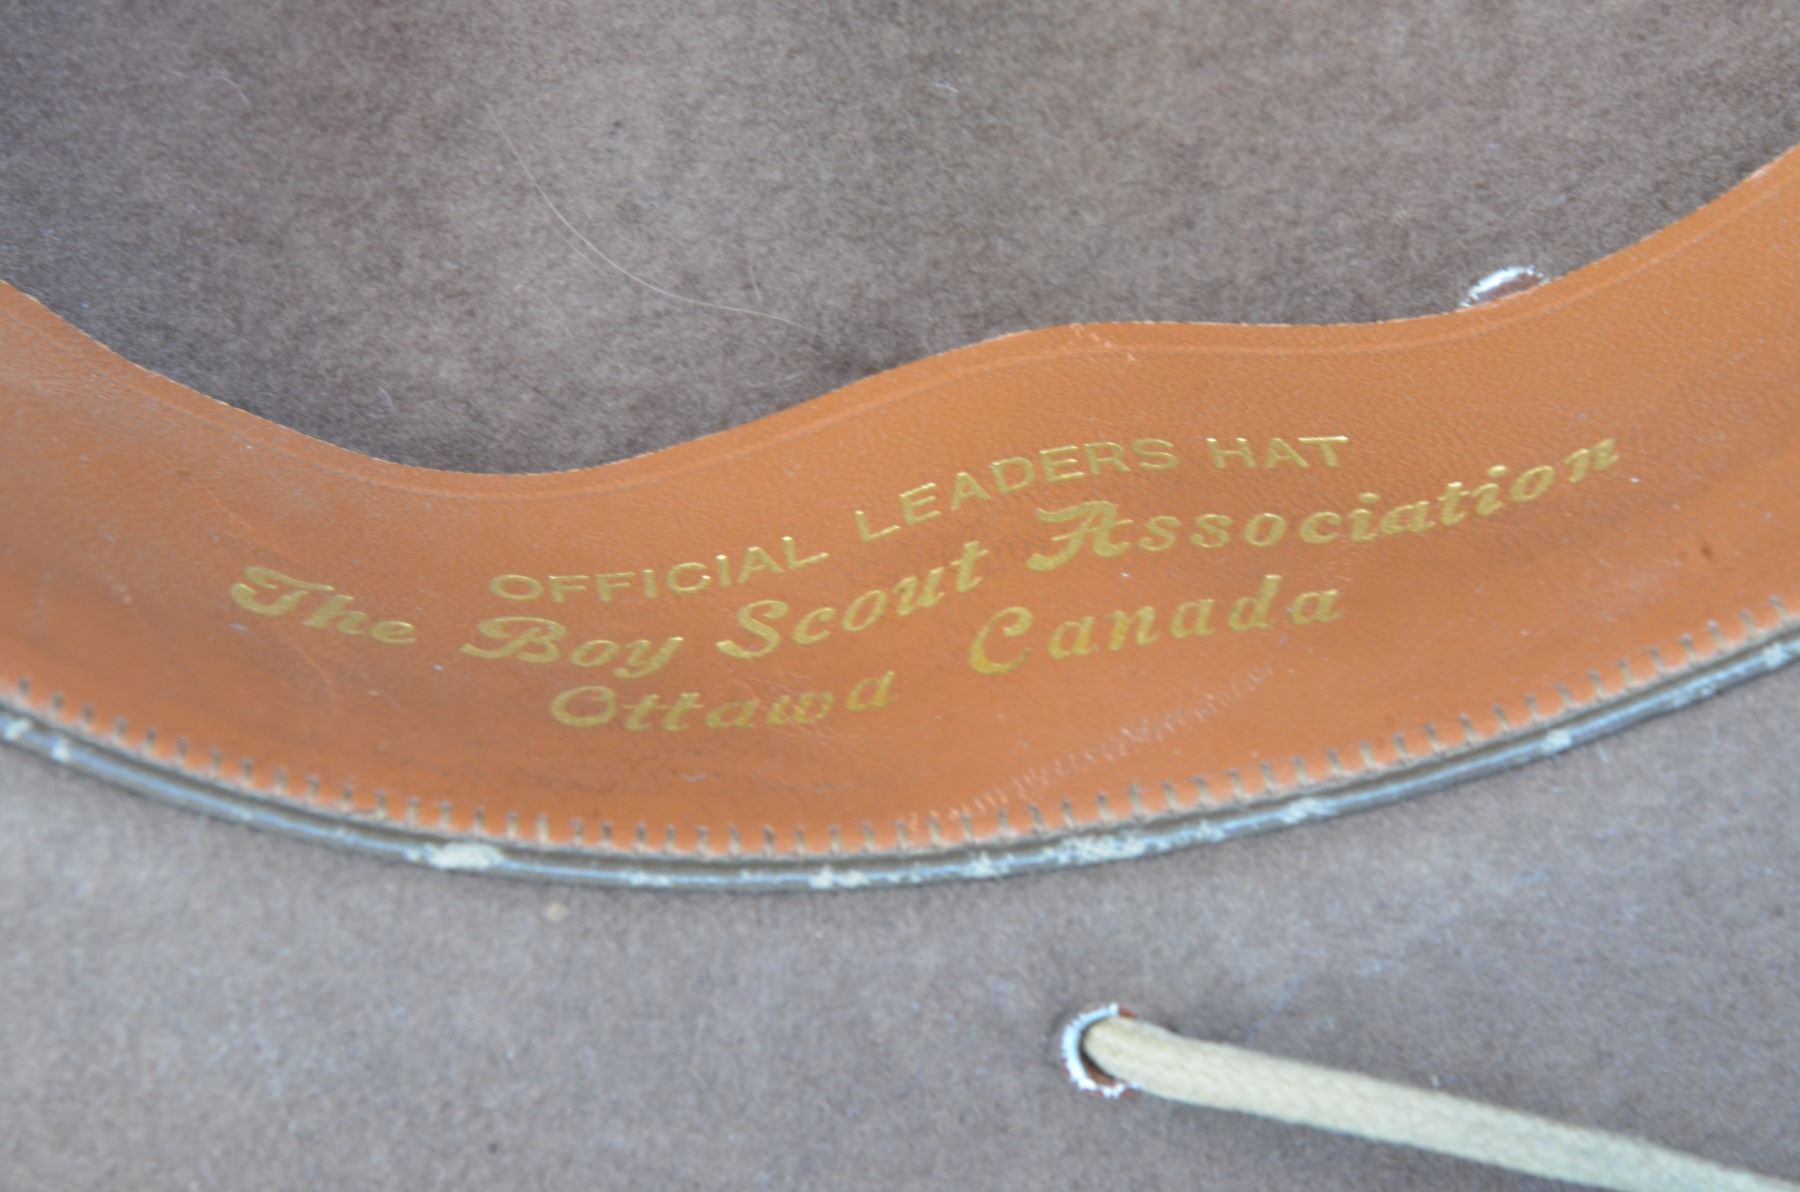 OFFICIAL LEADERS HAT
The Boy Scout Association
Ottawa Canada